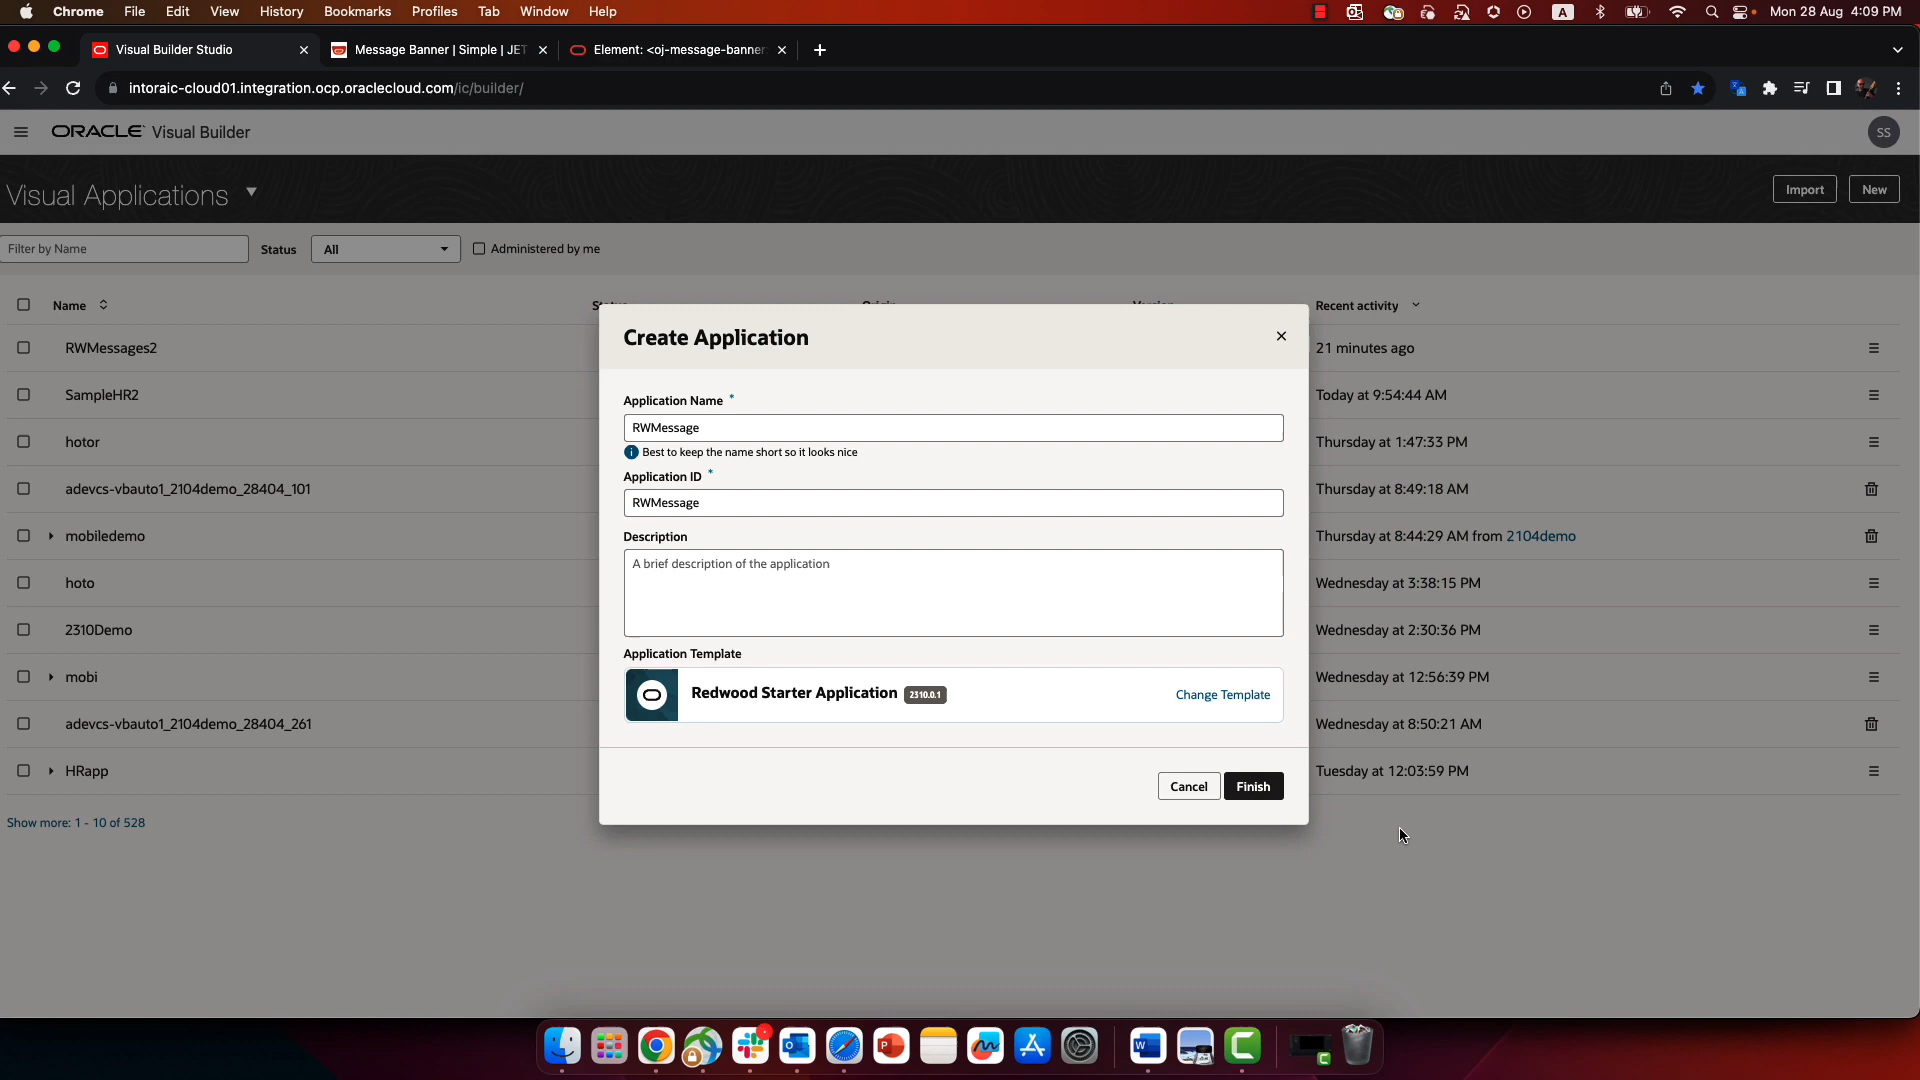 Chrome File Edit View History Bookmarks Profiles Tab Window Help A Mon 28 Aug 4:09 PM
Visual Builder Studio Message Banner | Simple | JET Element: <oj-message-banner
intoraic-cloud01.integration.ocp.oraclecloud.com/ic/builder/
ORACLE Visual Builder SS
Visual Applications Import New
Filter by Name Status All Administered by me
Name Recent activity
RWMessages2 21 minutes ago
SampleHR2 Today at 9:54:44 AM
hotor Thursday at 1:47:33 PM
adevcs-vbauto1_2104demo_28404_101 Thursday at 8:49:18 AM
mobiledemo Thursday at 8:44:29 AM from 2104demo
hoto Wednesday at 3:38:15 PM
2310Demo Wednesday at 2:30:36 PM
mobi Wednesday at 12:56:39 PM
adevcs-vbauto1_2104demo_28404_261 Wednesday at 8:50:21 AM
HRapp Tuesday at 12:03:59 PM
Show more: 1 - 10 of 528
Create Application
Application Name *
RWMessage
Best to keep the name short so it looks nice
Application ID *
RWMessage
Description
A brief description of the application
Application Template
Redwood Starter Application 2310.0.1 Change Template
Cancel Finish